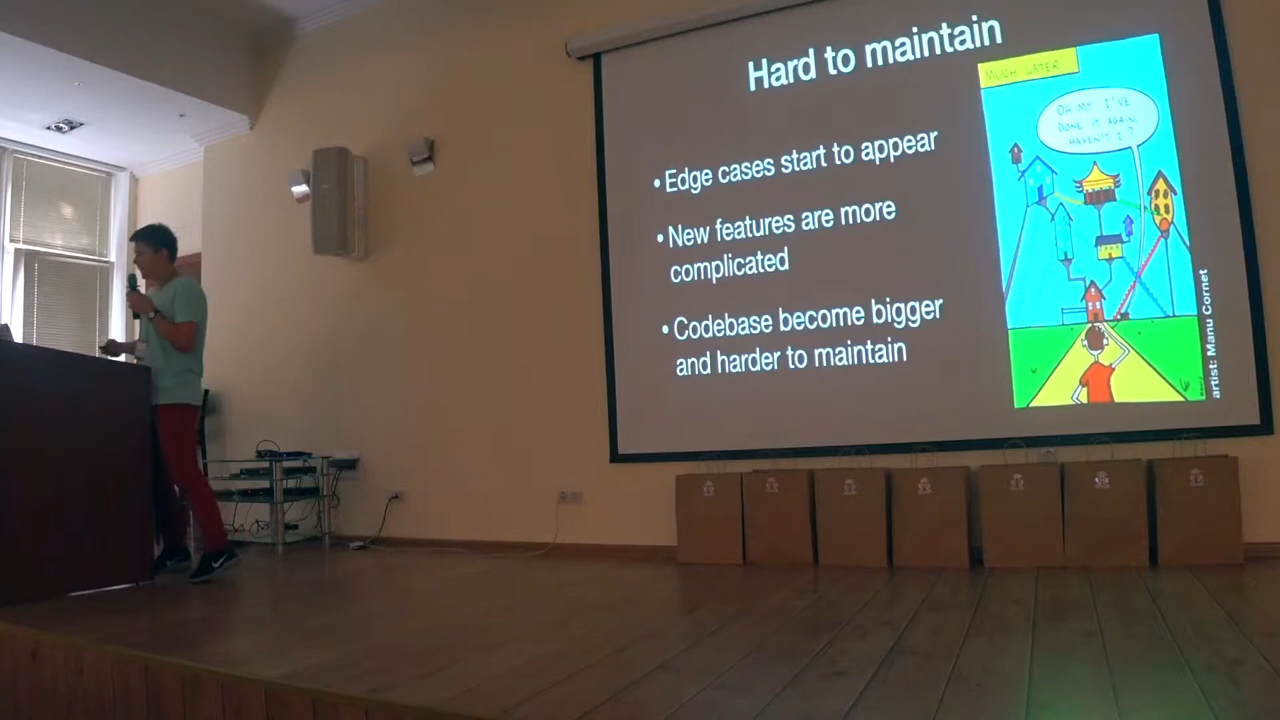 Hard to maintain
• Edge cases start to appear
• New features are more
complicated
• Codebase become bigger
and harder to maintain
MUCH LATER
OH MY. I'VE
DONE IT AGAIN,
HAVEN'T I?
artist: Manu Cornet